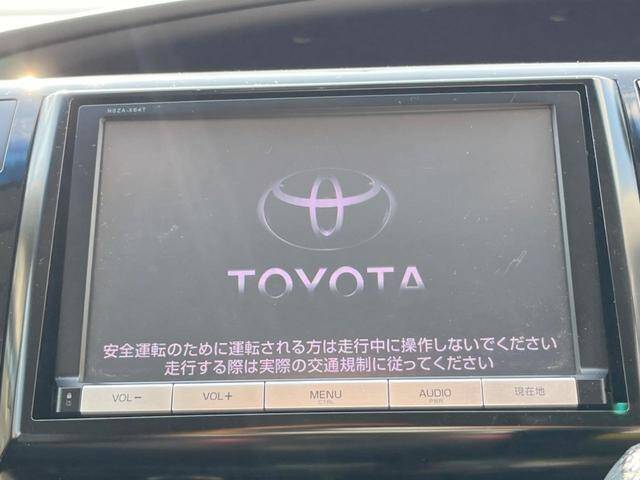 NSZA-X64T
TOYOTA
安全運転のために運転される方は走行中に操作しないでください
走行する際は実際の交通規制に従ってください
VOL− VOL+ MENU AUDIO 現在地
CTRL PWR